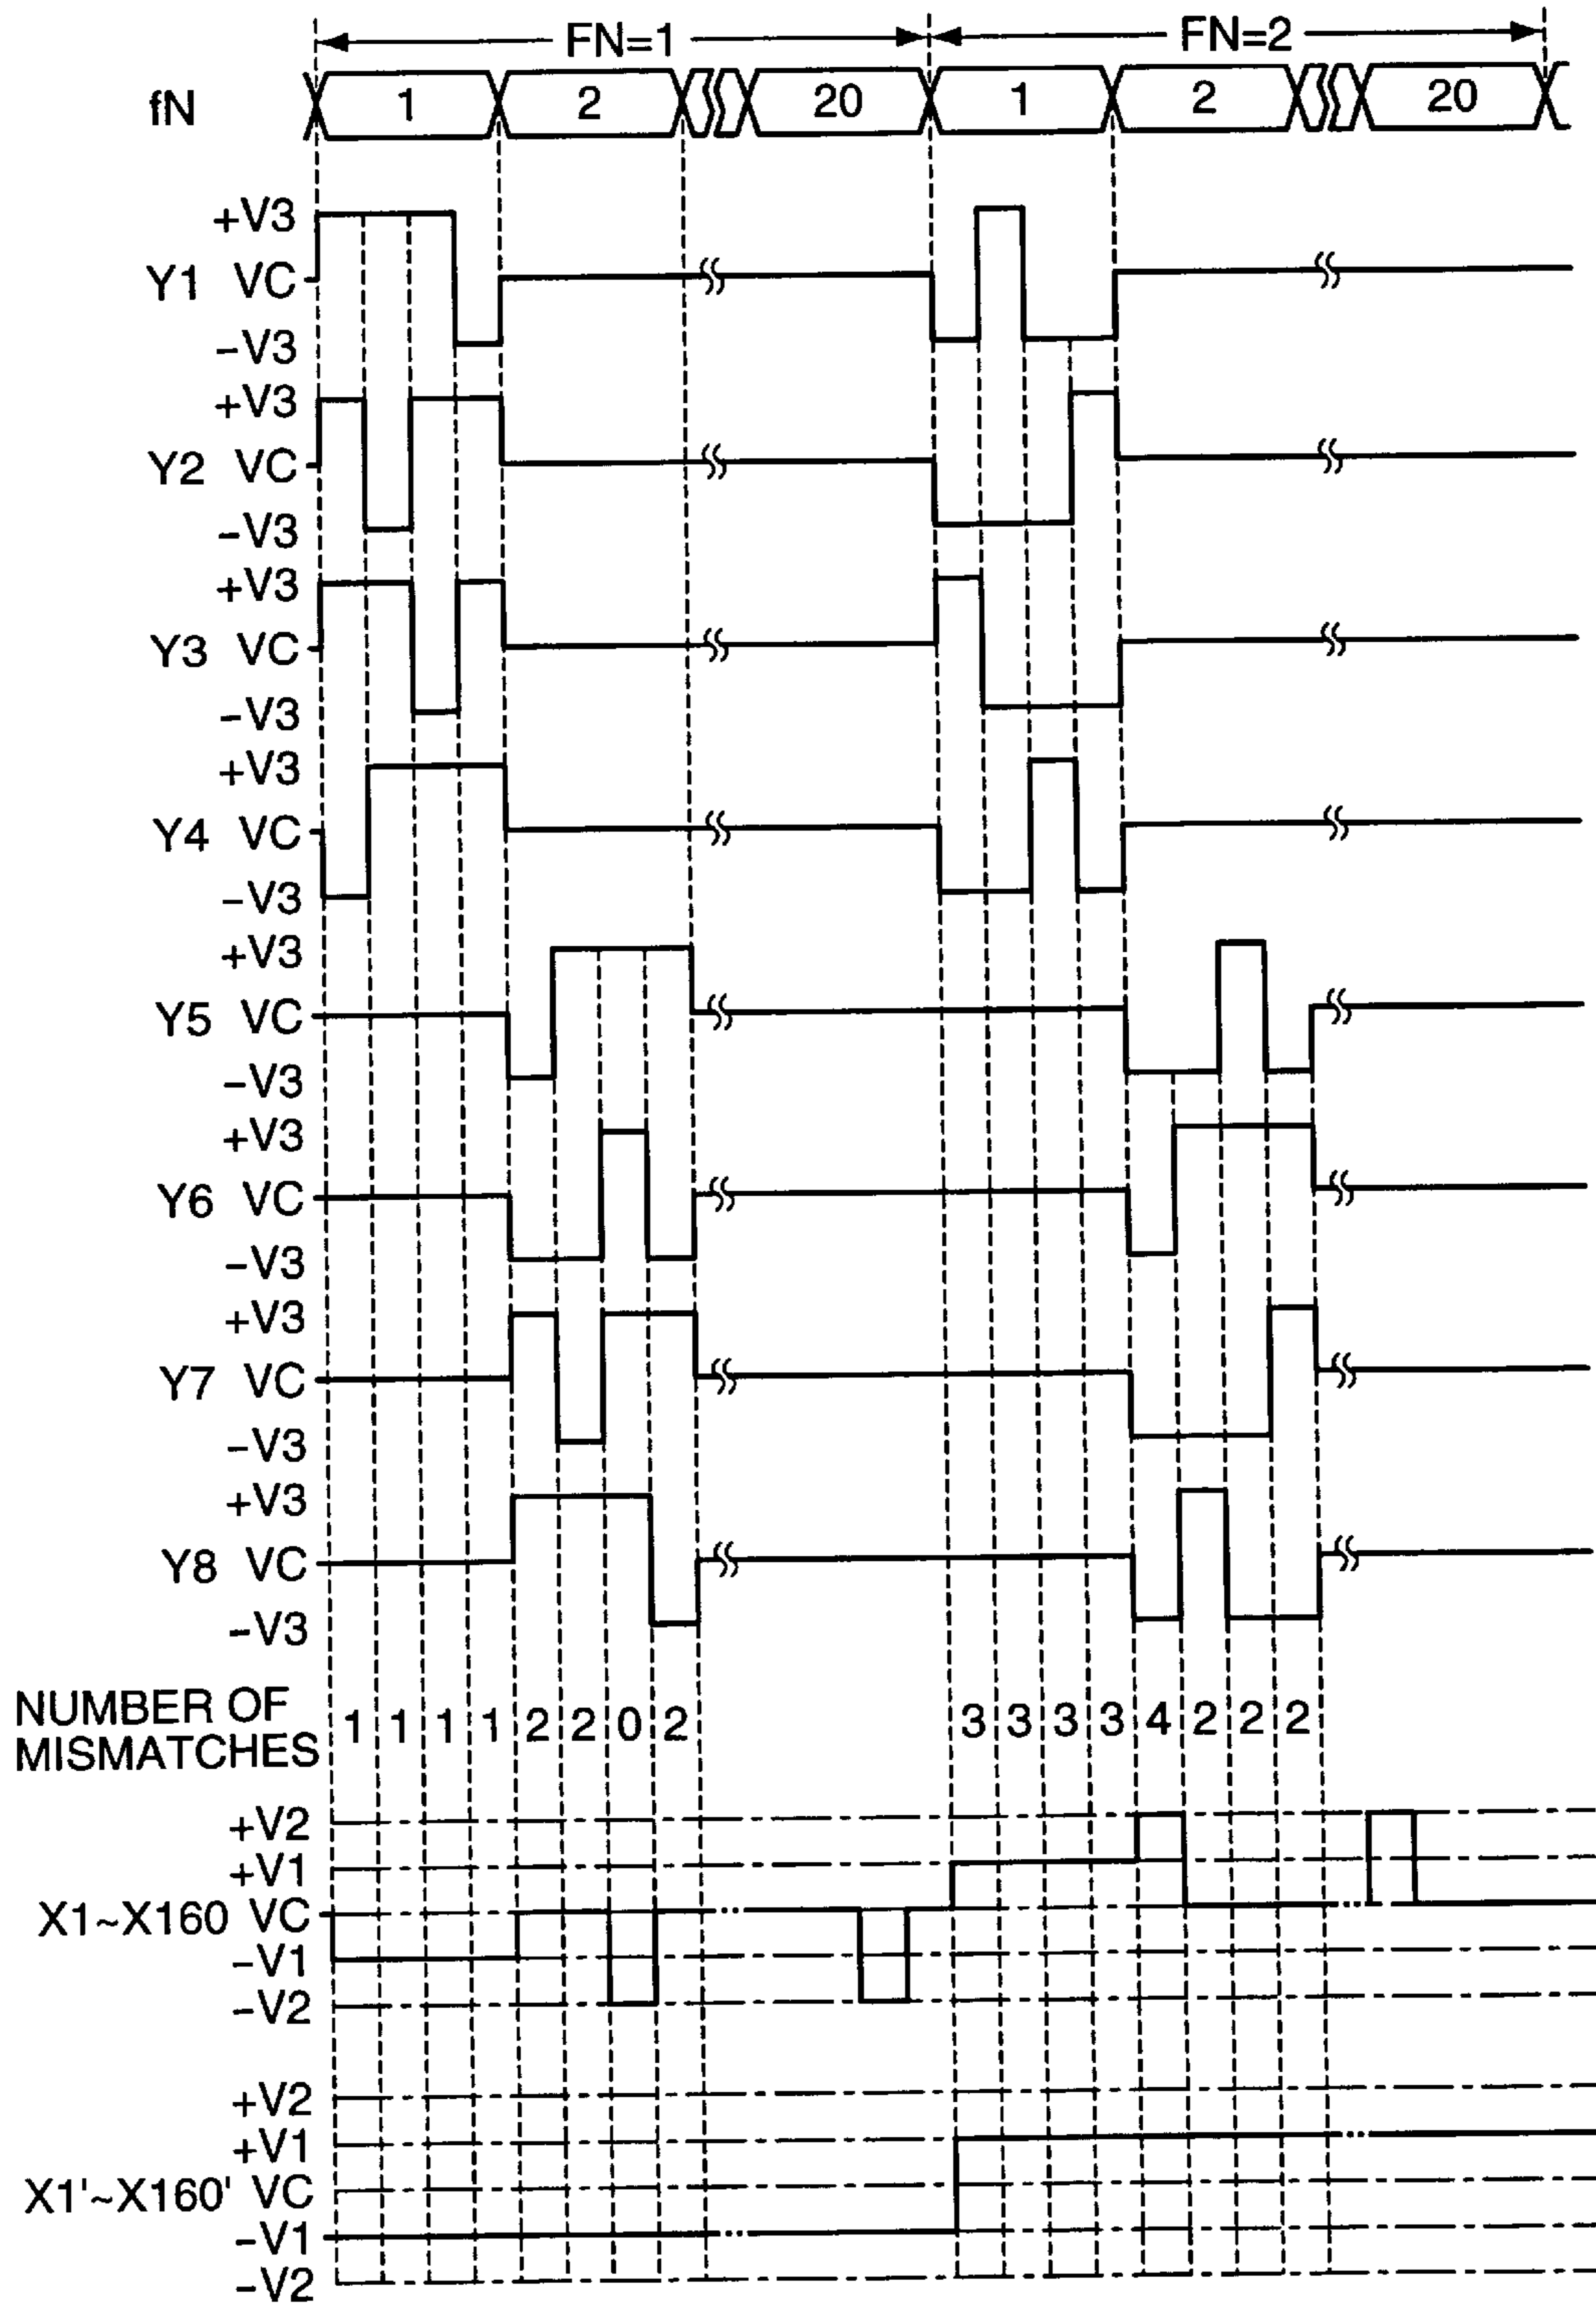 FN=1 FN=2
fN 1 2 20 1 2 20
+V3
Y1 VC
−V3
+V3
Y2 VC
−V3
+V3
Y3 VC
−V3
+V3
Y4 VC
−V3
+V3
Y5 VC
−V3
+V3
Y6 VC
−V3
+V3
Y7 VC
−V3
+V3
Y8 VC
−V3
NUMBER OF
MISMATCHES 1 1 1 1 2 2 0 2 3 3 3 3 4 2 2 2
+V2
+V1
X1~X160 VC
−V1
−V2
+V2
+V1
X1'~X160' VC
−V1
−V2